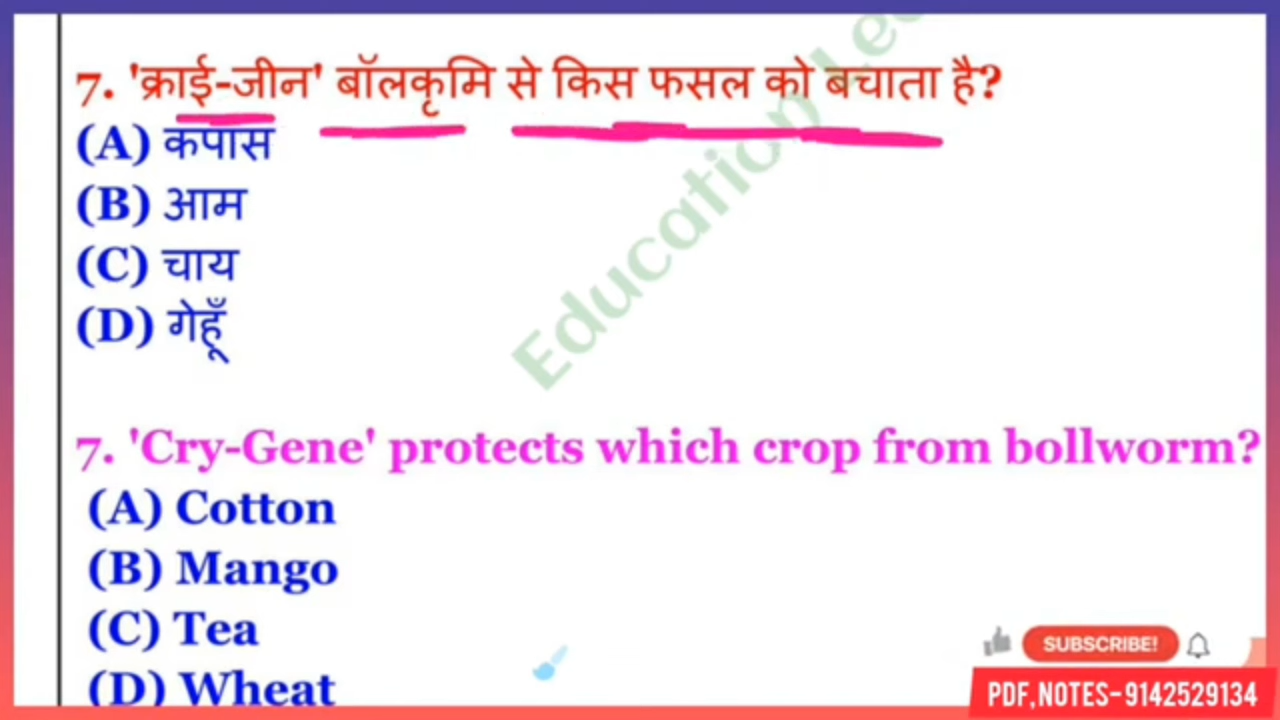 7. 'क्राई-जीन' बॉलकृमि से किस फसल को बचाता है?
(A) कपास
(B) आम
(C) चाय
(D) गेहूँ
Education
7. 'Cry-Gene' protects which crop from bollworm?
(A) Cotton
(B) Mango
(C) Tea
(D) Wheat
SUBSCRIBE!
PDF,NOTES-9142529134